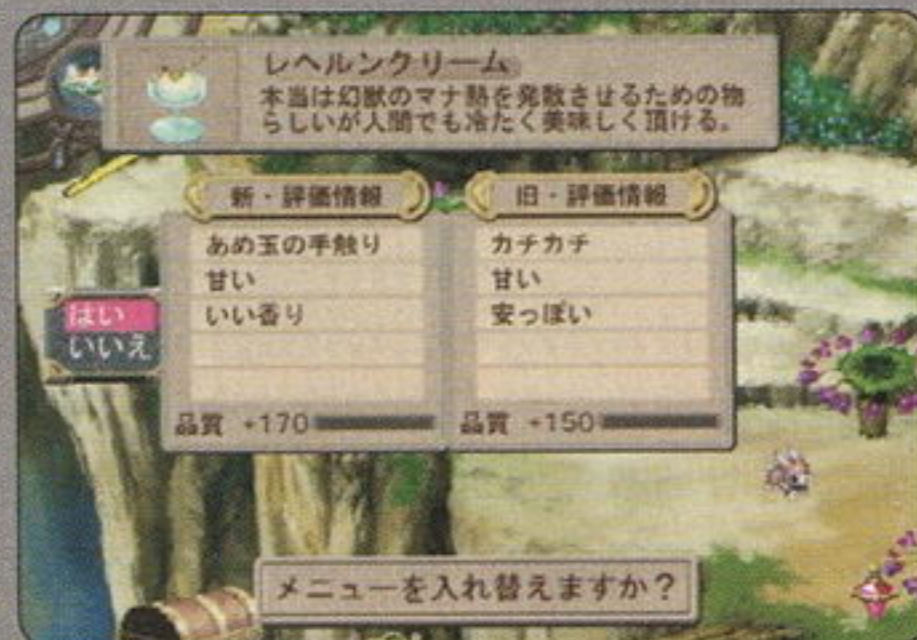 レヘルンクリーム
本当は幻獣のマナ熱を発散させるための物
らしいが人間でも冷たく美味しく頂ける。
新・評価情報
あめ玉の手触り
甘い
いい香り
品質 +170
旧・評価情報
カチカチ
甘い
安っぽい
品質 +150
はい
いいえ
メニューを入れ替えますか？